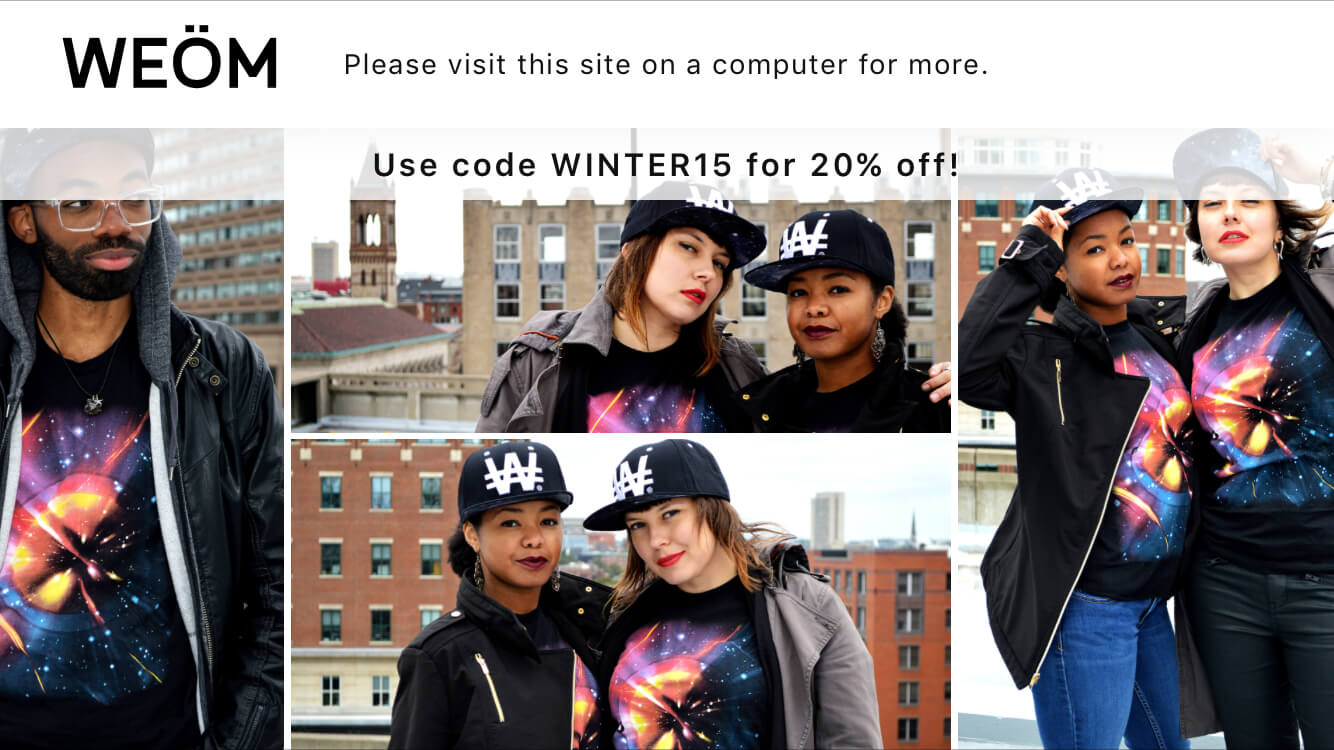 WEÖM
Please visit this site on a computer for more.
Use code WINTER15 for 20% off!